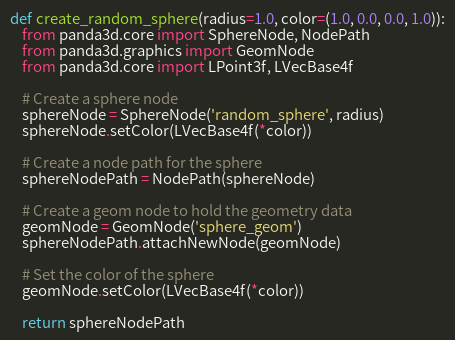 def create_random_sphere(radius=1.0, color=(1.0, 0.0, 0.0, 1.0)):
from panda3d.core import SphereNode, NodePath
from panda3d.graphics import GeomNode
from panda3d.core import LPoint3f, LVecBase4f
# Create a sphere node
sphereNode = SphereNode('random_sphere', radius)
sphereNode.setColor(LVecBase4f(*color))
# Create a node path for the sphere
sphereNodePath = NodePath(sphereNode)
# Create a geom node to hold the geometry data
geomNode = GeomNode('sphere_geom')
sphereNodePath.attachNewNode(geomNode)
# Set the color of the sphere
geomNode.setColor(LVecBase4f(*color))
return sphereNodePath